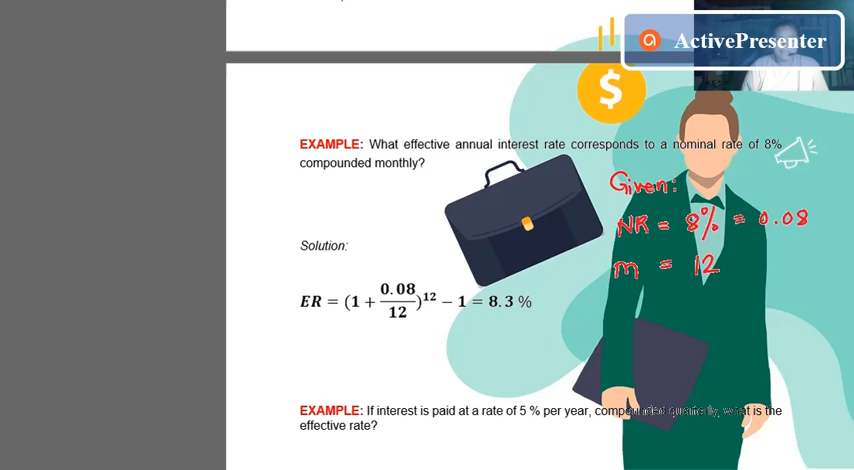 ActivePresenter
$
EXAMPLE: What effective annual interest rate corresponds to a nominal rate of 8%
compounded monthly?
Given:
NR = 8% = 0.08
m = 12
Solution:
ER = (1 + 0.08/12)^12 − 1 = 8.3 %
EXAMPLE: If interest is paid at a rate of 5 % per year, compounded quarterly, what is the
effective rate?